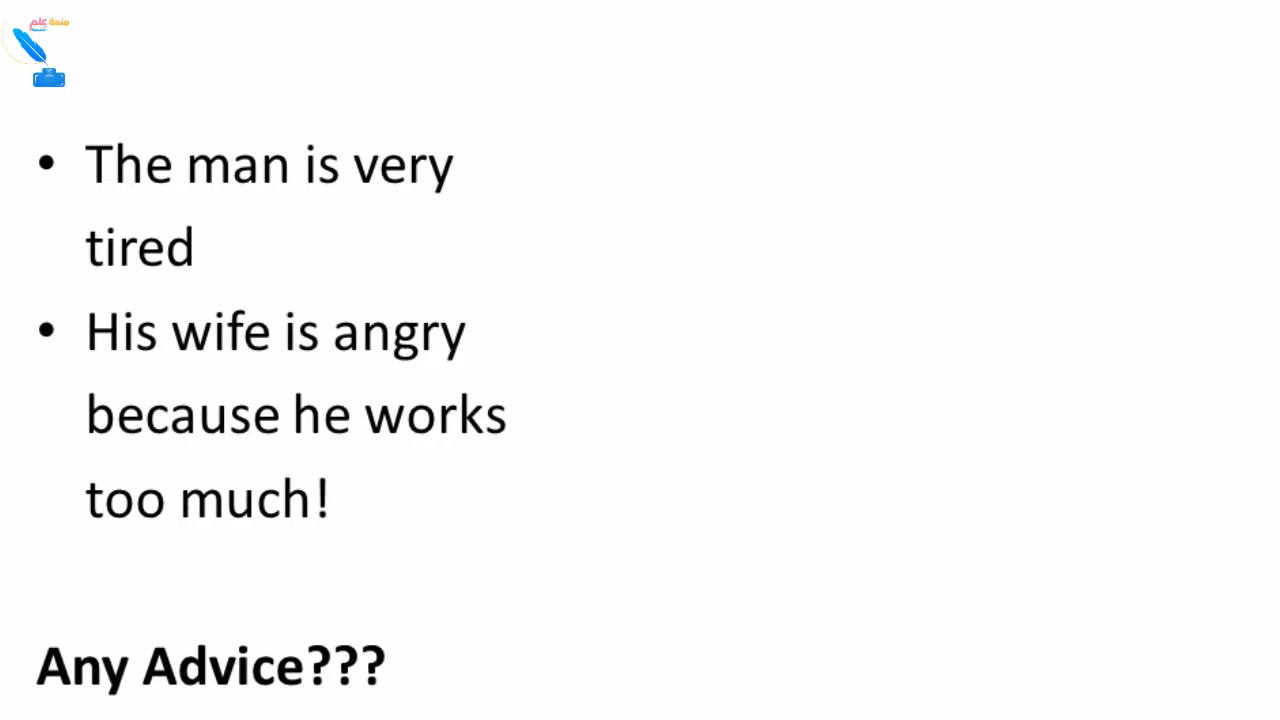 منصة علم
• The man is very
tired
• His wife is angry
because he works
too much!
Any Advice???